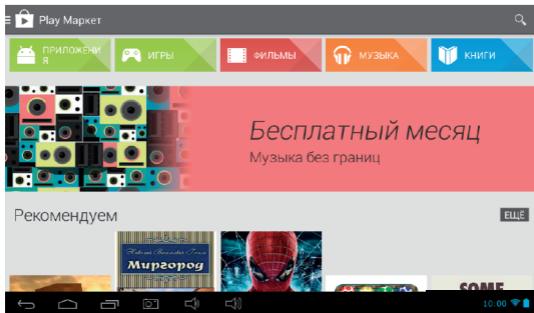 Play Маркет
ПРИЛОЖЕНИ
Я
ИГРЫ
ФИЛЬМЫ
МУЗЫКА
КНИГИ
Бесплатный месяц
Музыка без границ
Рекомендуем
ЕЩЁ
Миргород
SOME
10:00